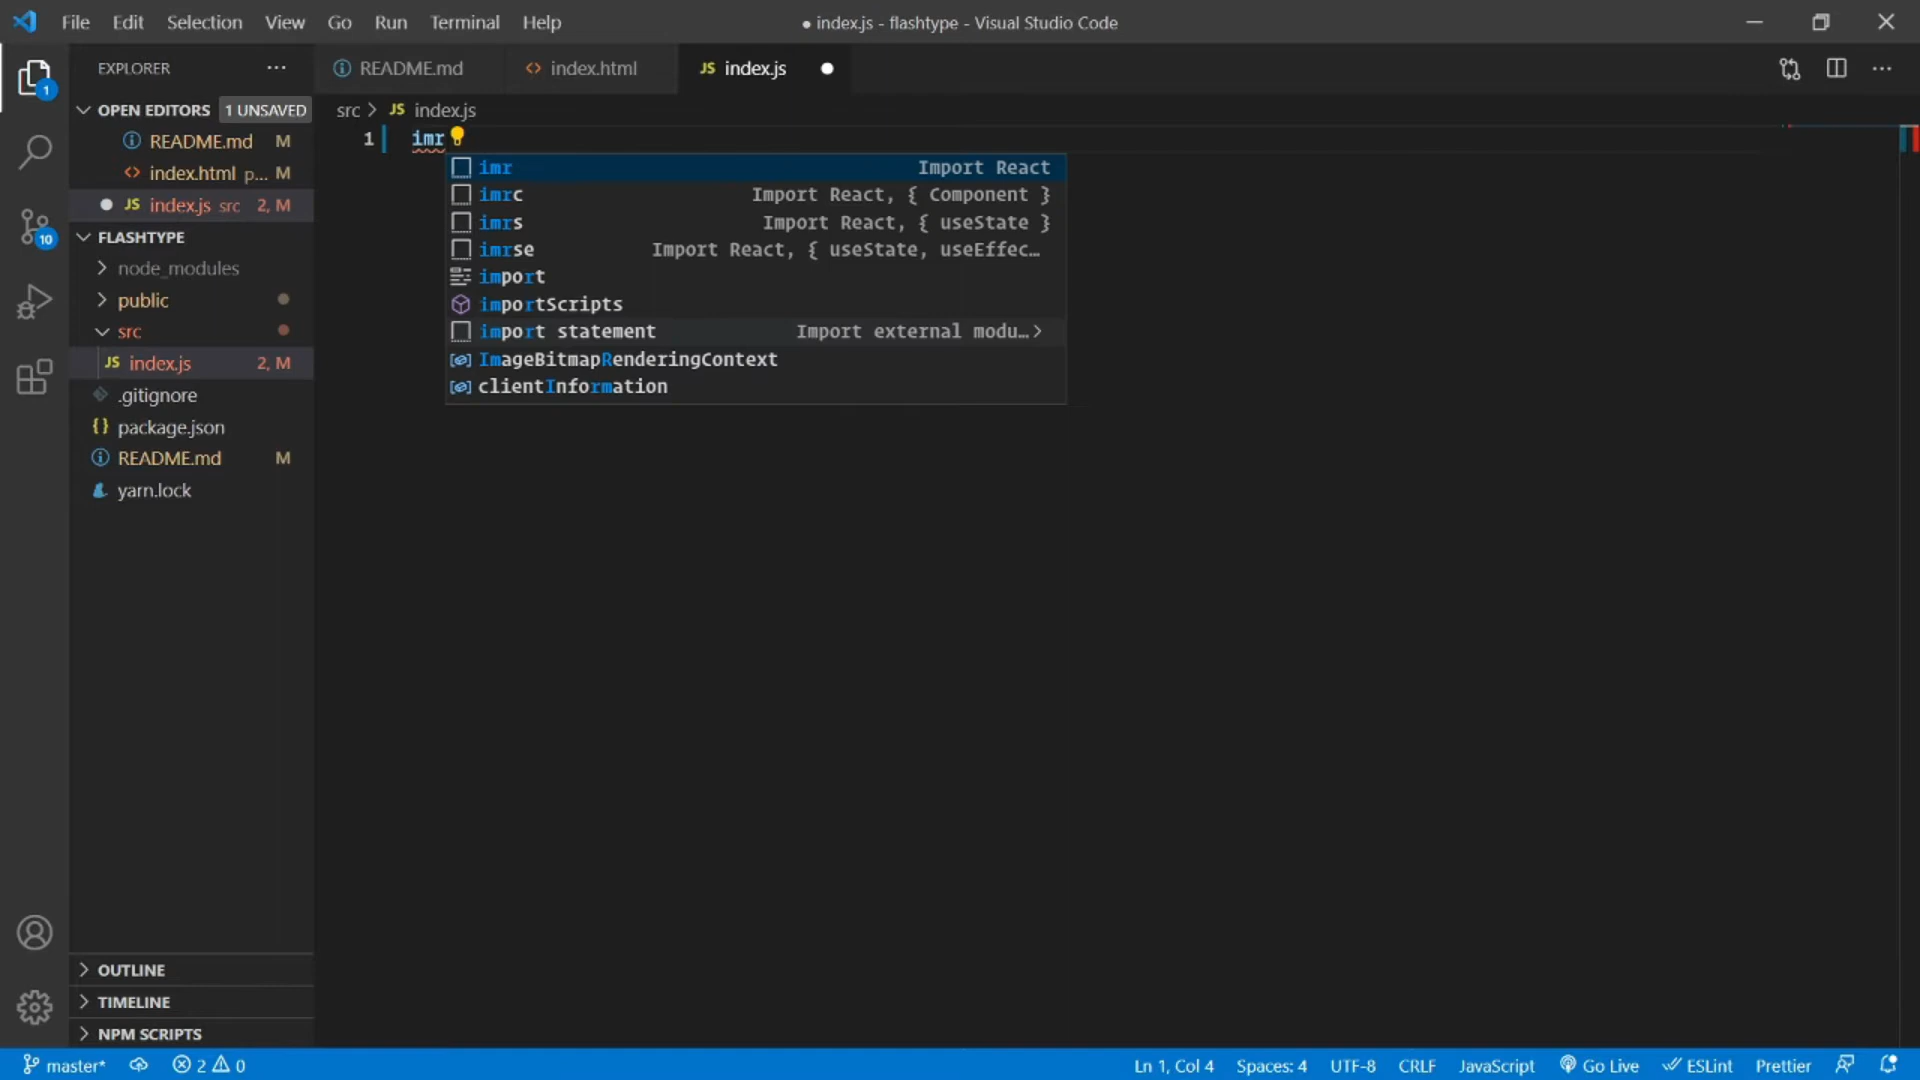 File Edit Selection View Go Run Terminal Help
● index.js - flashtype - Visual Studio Code
EXPLORER
README.md
index.html
JS index.js
OPEN EDITORS 1 UNSAVED
README.md M
index.html p... M
JS index.js src 2, M
FLASHTYPE
node_modules
public
src
JS index.js 2, M
.gitignore
package.json
README.md M
yarn.lock
OUTLINE
TIMELINE
NPM SCRIPTS
1
10
src > JS index.js
1 imr
imr Import React
imrc Import React, { Component }
imrs Import React, { useState }
imrse Import React, { useState, useEffec…
import
importScripts
import statement Import external modu…>
ImageBitmapRenderingContext
clientInformation
master* 2 0 Ln 1, Col 4 Spaces: 4 UTF-8 CRLF JavaScript Go Live ESLint Prettier